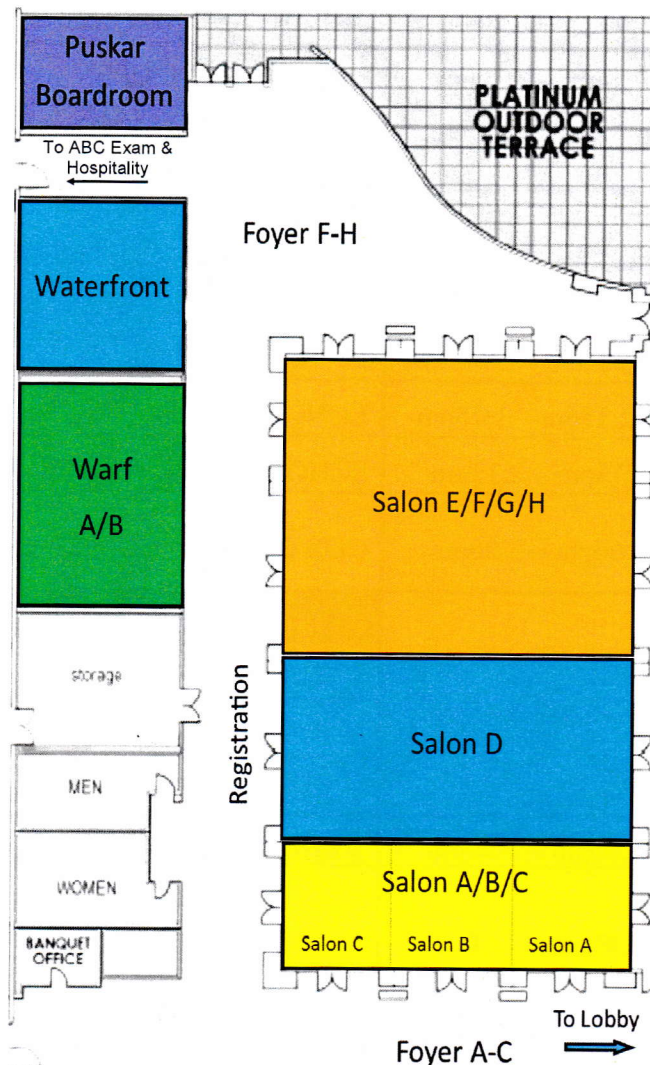 Puskar
Boardroom
PLATINUM
OUTDOOR
TERRACE
To ABC Exam &
Hospitality
Foyer F-H
Waterfront
Warf
A/B
Salon E/F/G/H
storage
Registration
Salon D
MEN
WOMEN
Salon A/B/C
BANQUET
OFFICE
Salon C
Salon B
Salon A
To Lobby
Foyer A-C